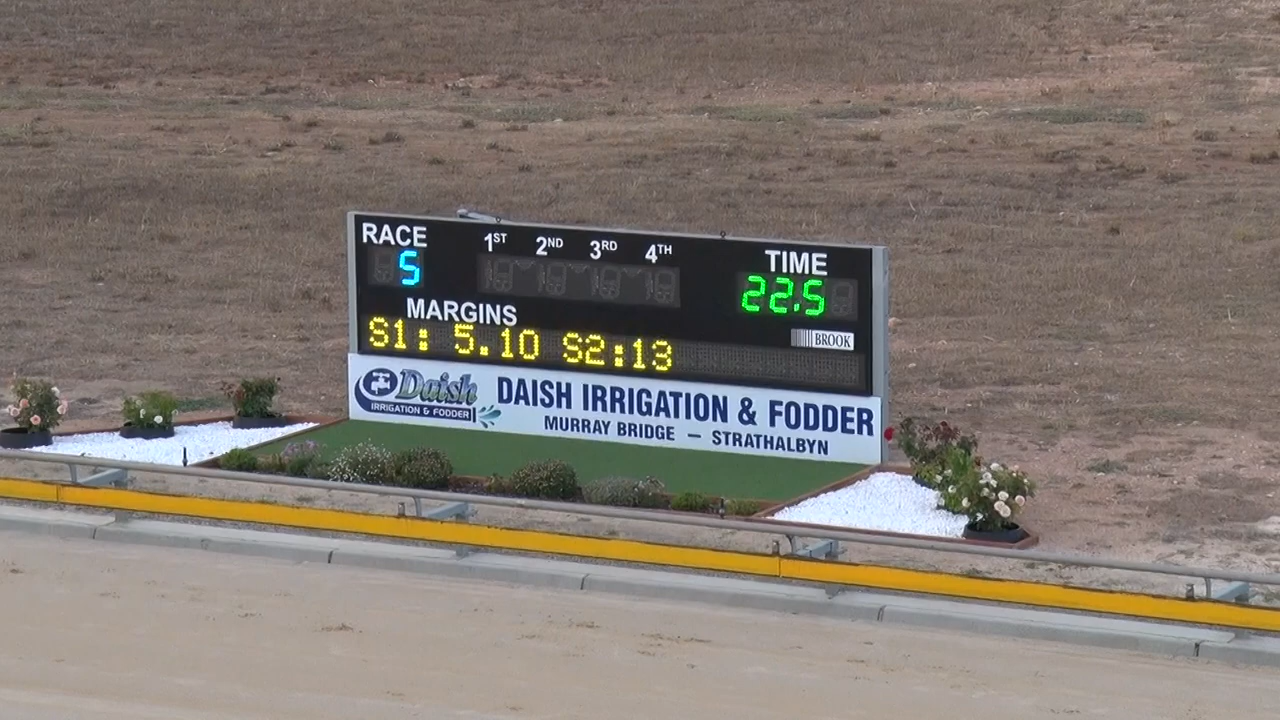 RACE 1ST 2ND 3RD 4TH TIME
5 22.5
MARGINS
BROOK
S1: 5.10 S2:13
Daish
IRRIGATION & FODDER
DAISH IRRIGATION & FODDER
MURRAY BRIDGE — STRATHALBYN